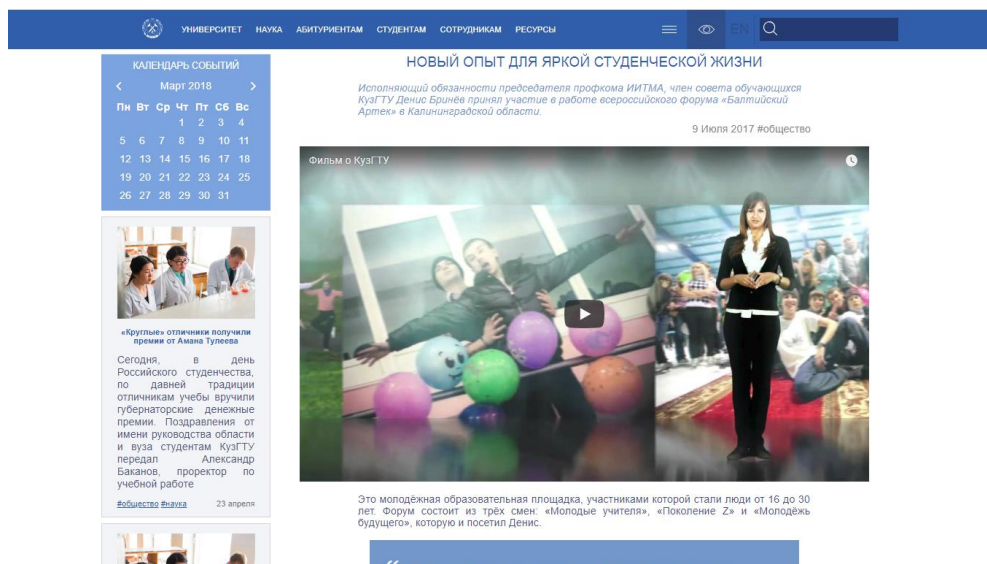 УНИВЕРСИТЕТ НАУКА АБИТУРИЕНТАМ СТУДЕНТАМ СОТРУДНИКАМ РЕСУРСЫ EN
КАЛЕНДАРЬ СОБЫТИЙ
Март 2018
Пн Вт Ср Чт Пт Сб Вс
1 2 3 4
5 6 7 8 9 10 11
12 13 14 15 16 17 18
19 20 21 22 23 24 25
26 27 28 29 30 31
«Круглые» отличники получили
премии от Амана Тулеева
Сегодня, в день
Российского студенчества,
по давней традиции
отличникам учебы вручили
губернаторские денежные
премии. Поздравления от
имени руководства области
и вуза студентам КузГТУ
передал Александр
Баканов, проректор по
учебной работе
#общество #наука 23 апреля
НОВЫЙ ОПЫТ ДЛЯ ЯРКОЙ СТУДЕНЧЕСКОЙ ЖИЗНИ
Исполняющий обязанности председателя профкома ИИТМА, член совета обучающихся
КузГТУ Денис Бринёв принял участие в работе всероссийского форума «Балтийский
Артек» в Калининградской области.
9 Июля 2017 #общество
Фильм о КузГТУ
Это молодёжная образовательная площадка, участниками которой стали люди от 16 до 30
лет. Форум состоит из трёх смен: «Молодые учителя», «Поколение Z» и «Молодёжь
будущего», которую и посетил Денис.